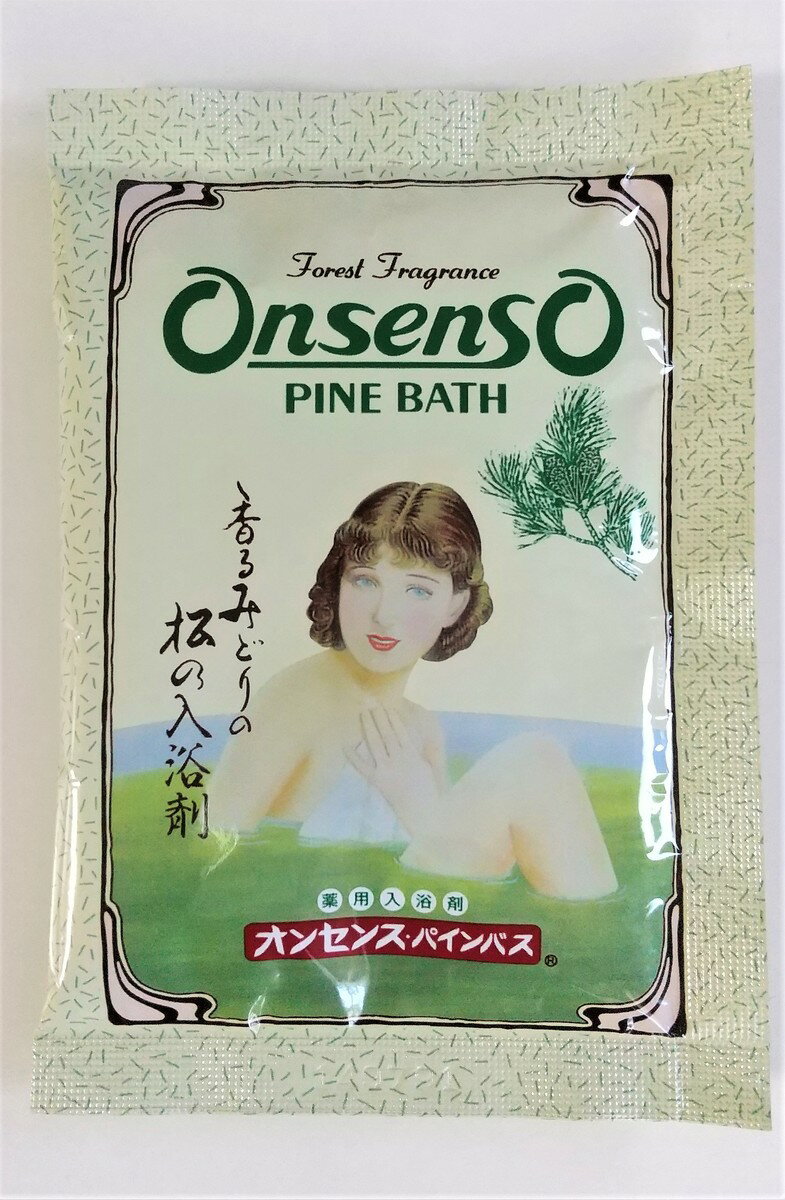 Forest Fragrance
OnsensO
PINE BATH
香るみどりの
松の入浴剤
薬用入浴剤
オンセンス・パインバス®